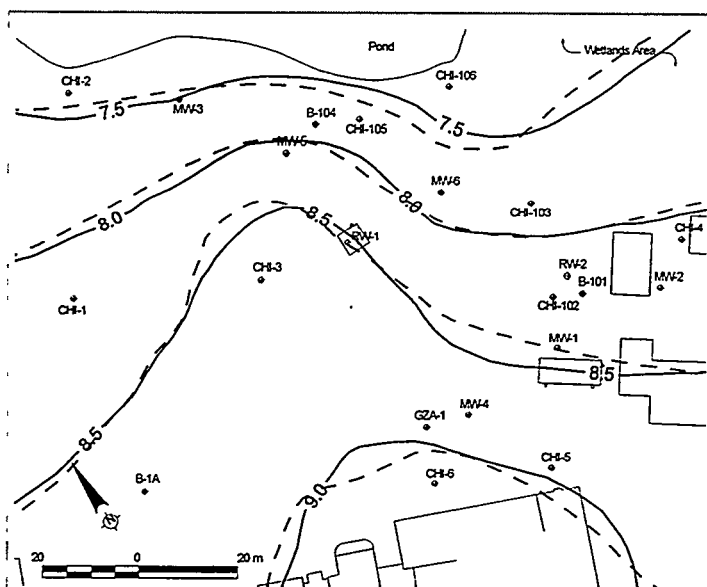 Pond
Wetlands Area
CHI-2
CHI-106
MW-3
7.5
B-104
CHI-105
7.5
MW-5
MW-6
8.0
CHI-103
8.0
8.5
RW-1
CHI-4
CHI-3
RW-2
B-101
MW-2
CHI-1
CHI-102
MW-1
8.5
GZA-1
MW-4
8.5
CHI-5
B-1A
CHI-6
9.0
N
20 0 20 m